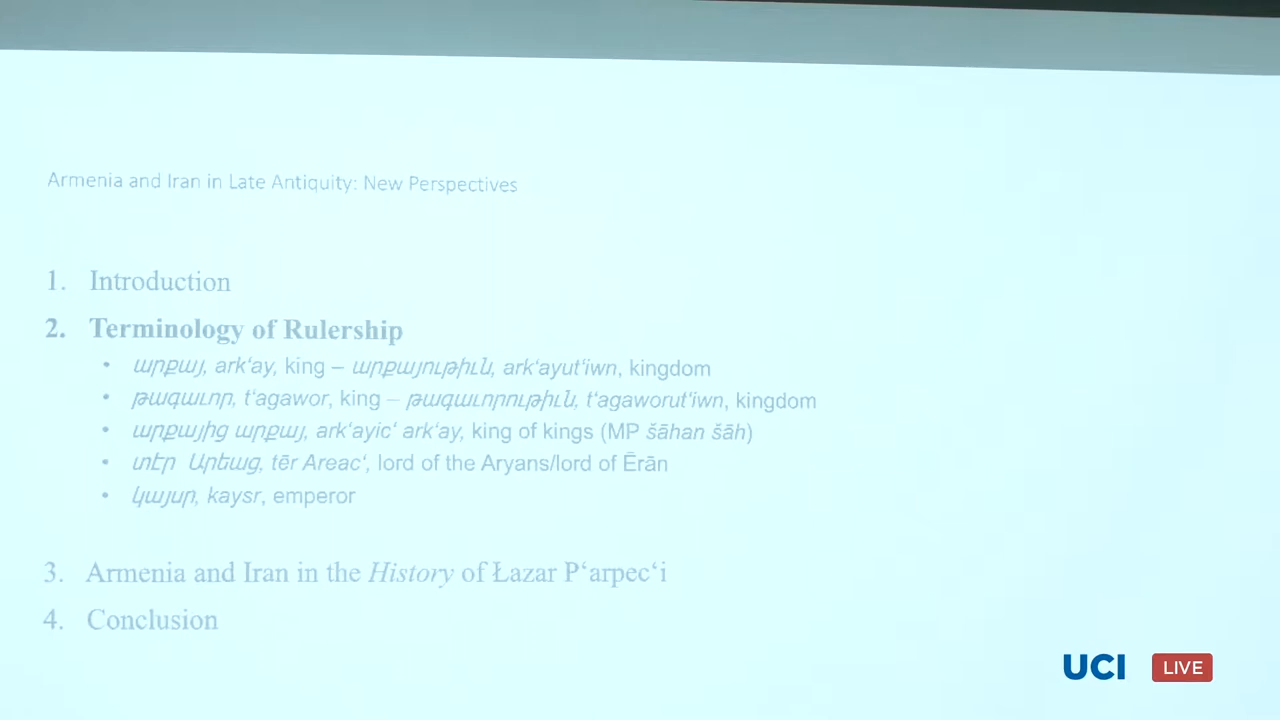 Armenia and Iran in Late Antiquity: New Perspectives
1. Introduction
2. Terminology of Rulership
• արքայ, ark‘ay, king – արքայութիւն, ark‘ayut‘iwn, kingdom
• թագաւոր, t‘agawor, king – թագաւորութիւն, t‘agaworut‘iwn, kingdom
• արքայից արքայ, ark‘ayic‘ ark‘ay, king of kings (MP šāhan šāh)
• տէր Արեաց, tēr Areac‘, lord of the Aryans/lord of Ērān
• կայսր, kaysr, emperor
3. Armenia and Iran in the History of Łazar P‘arpec‘i
4. Conclusion
UCI LIVE